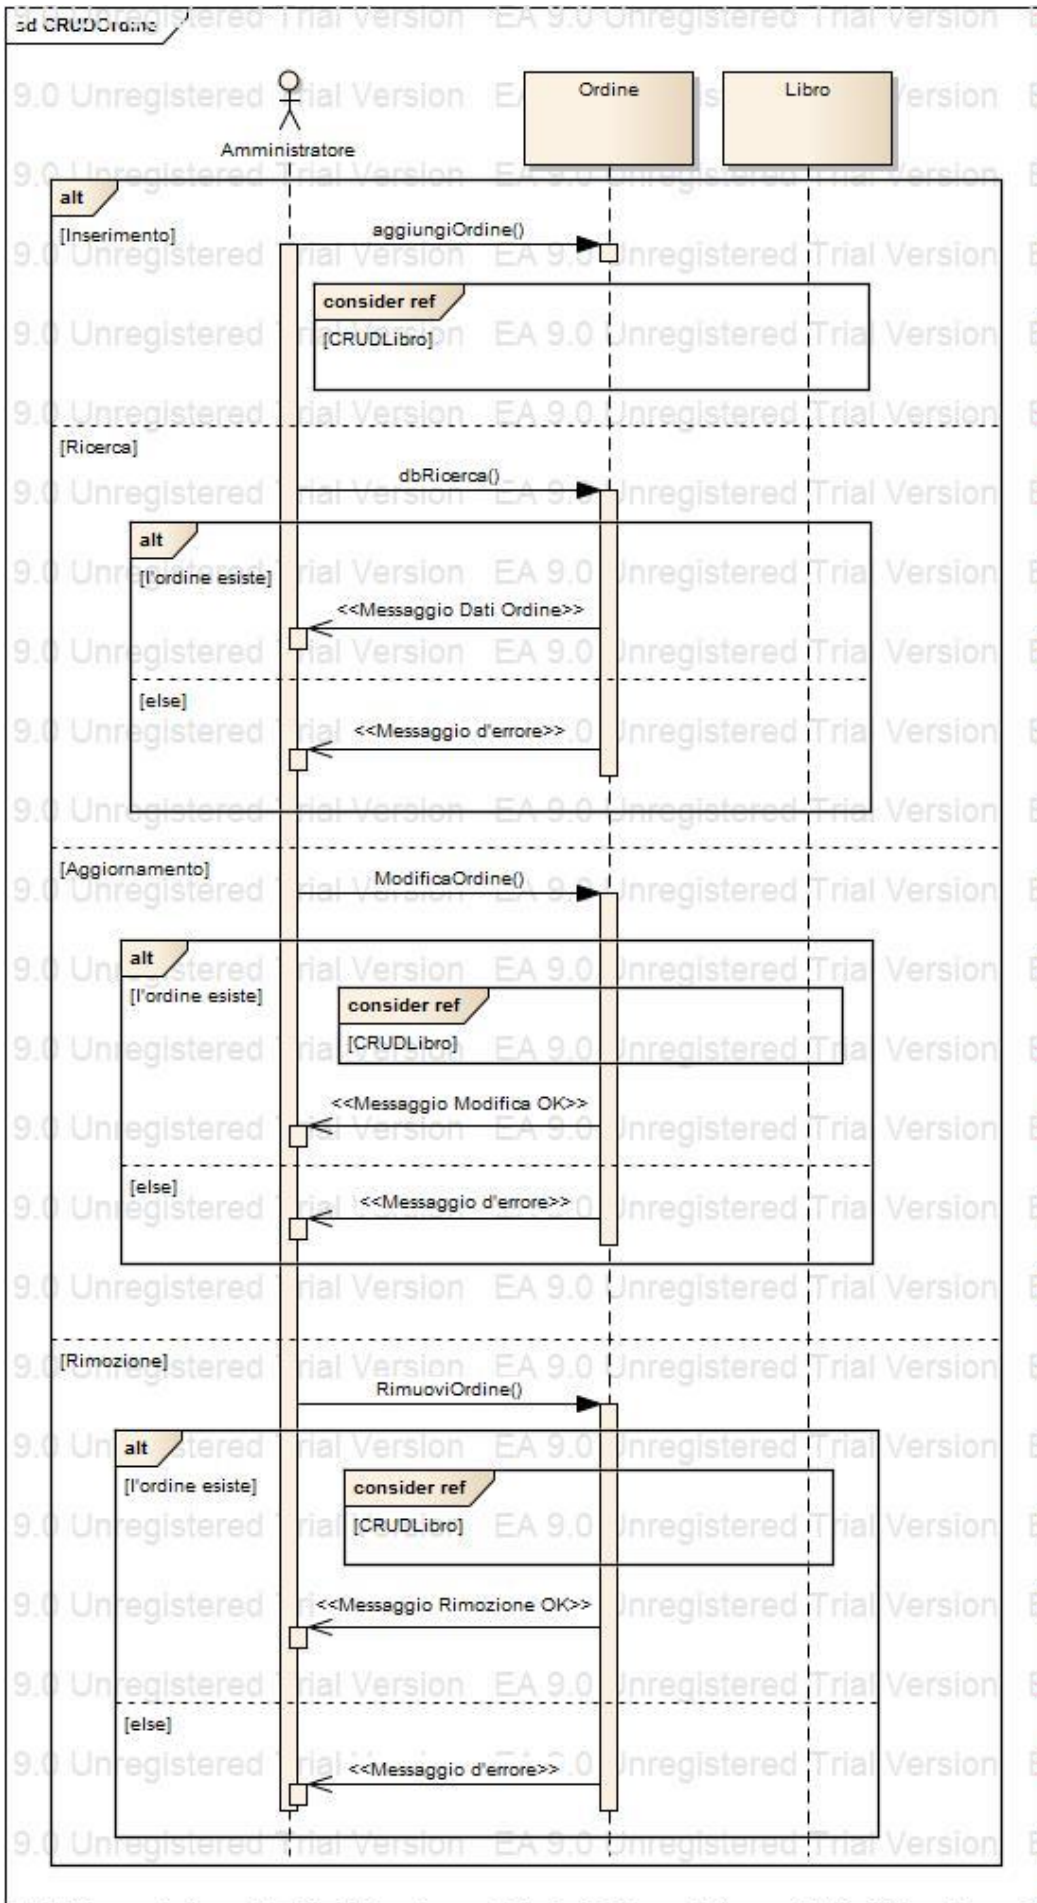 sd CRUDOrdine
Amministratore
Ordine
Libro
alt
[Inserimento]
aggiungiOrdine()
consider ref
[CRUDLibro]
[Ricerca]
dbRicerca()
alt
[l'ordine esiste]
<<Messaggio Dati Ordine>>
[else]
<<Messaggio d'errore>>
[Aggiornamento]
ModificaOrdine()
alt
[l'ordine esiste]
consider ref
[CRUDLibro]
<<Messaggio Modifica OK>>
[else]
<<Messaggio d'errore>>
[Rimozione]
RimuoviOrdine()
alt
[l'ordine esiste]
consider ref
[CRUDLibro]
<<Messaggio Rimozione OK>>
[else]
<<Messaggio d'errore>>
EA 9.0 Unregistered Trial Version